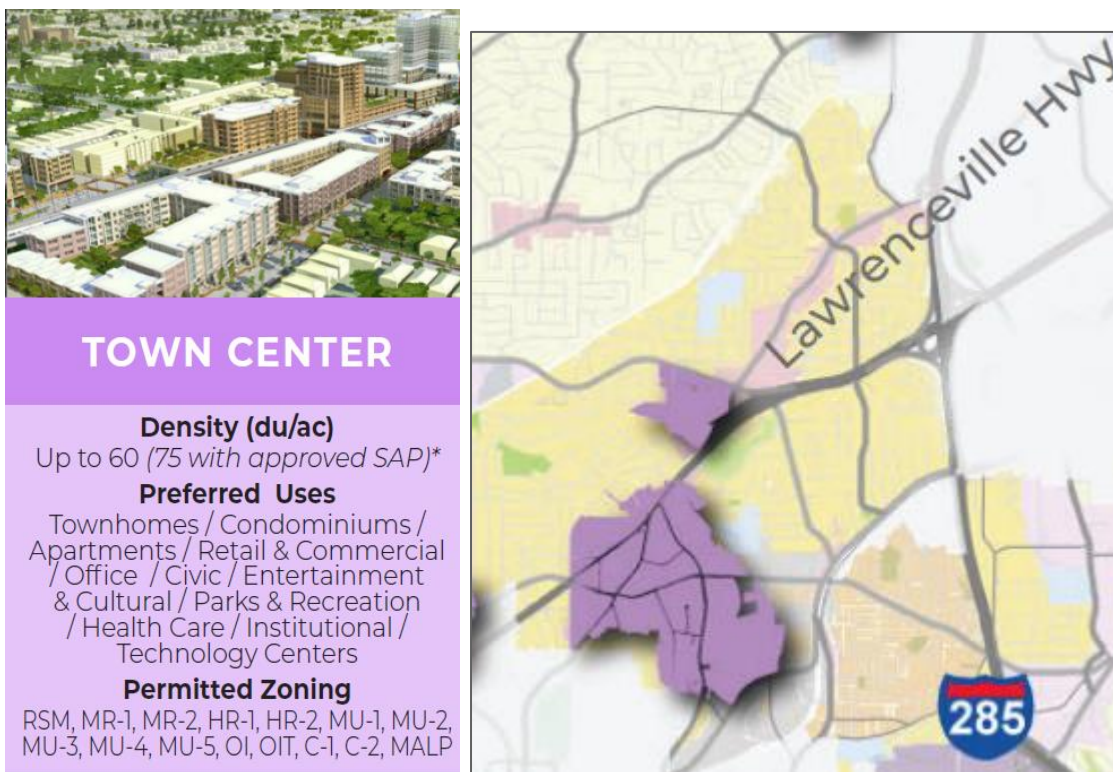 TOWN CENTER
Density (du/ac)
Up to 60 (75 with approved SAP)*
Preferred Uses
Townhomes / Condominiums /
Apartments / Retail & Commercial
/ Office / Civic / Entertainment
& Cultural / Parks & Recreation
/ Health Care / Institutional /
Technology Centers
Permitted Zoning
RSM, MR-1, MR-2, HR-1, HR-2, MU-1, MU-2,
MU-3, MU-4, MU-5, OI, OIT, C-1, C-2, MALP
Lawrenceville Hwy
285